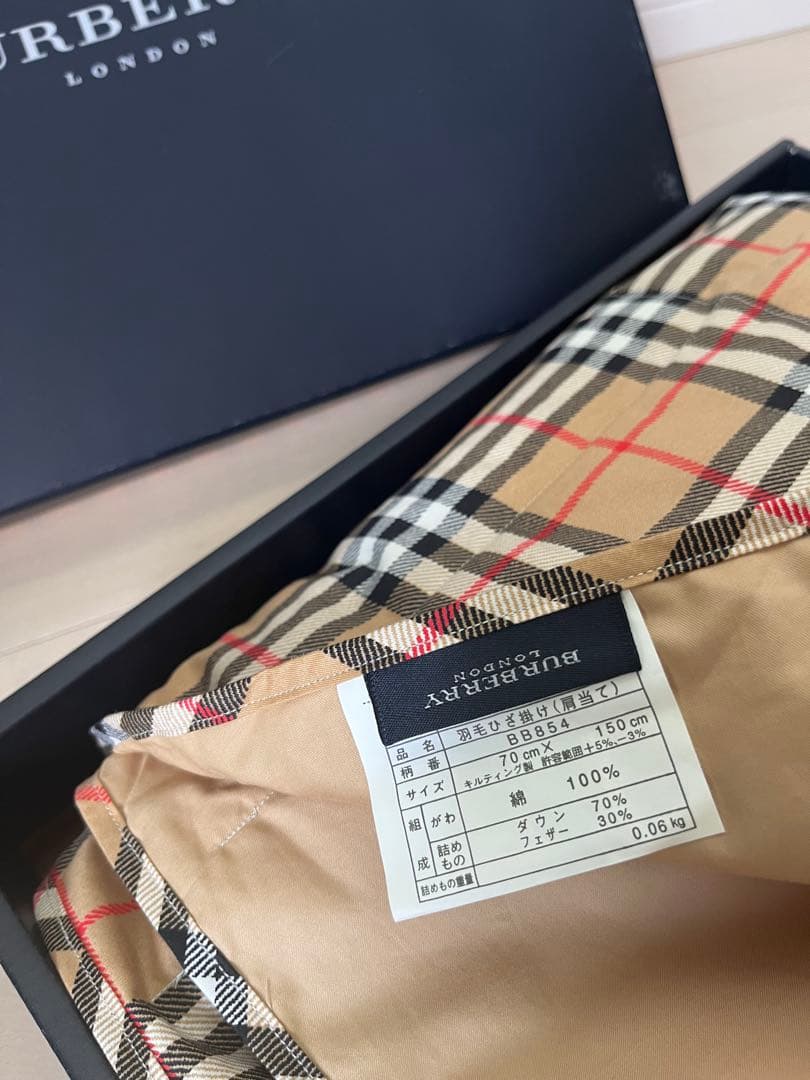 BURBER
LONDON
BURBERRY
LONDON
品名 羽毛ひざ掛け(肩当て)
柄番 BB854
サイズ 70cm× 150cm
キルティング製 許容範囲+5%,-3%
組成 がわ 綿 100%
詰めもの ダウン 70%
フェザー 30%
詰めもの重量 0.06kg